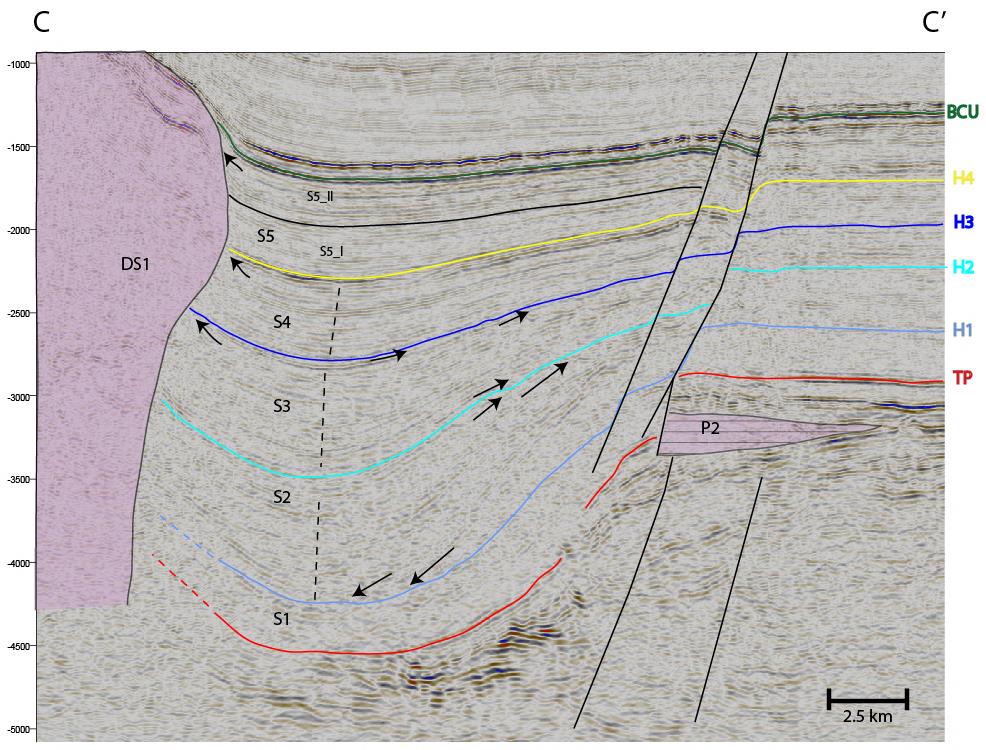 C C'
-1000
BCU
-1500
H4
S5_II
-2000
H3
S5
S5_I
DS1
H2
-2500
S4
H1
TP
-3000
S3
P2
-3500
S2
-4000
S1
-4500
2.5 km
-5000